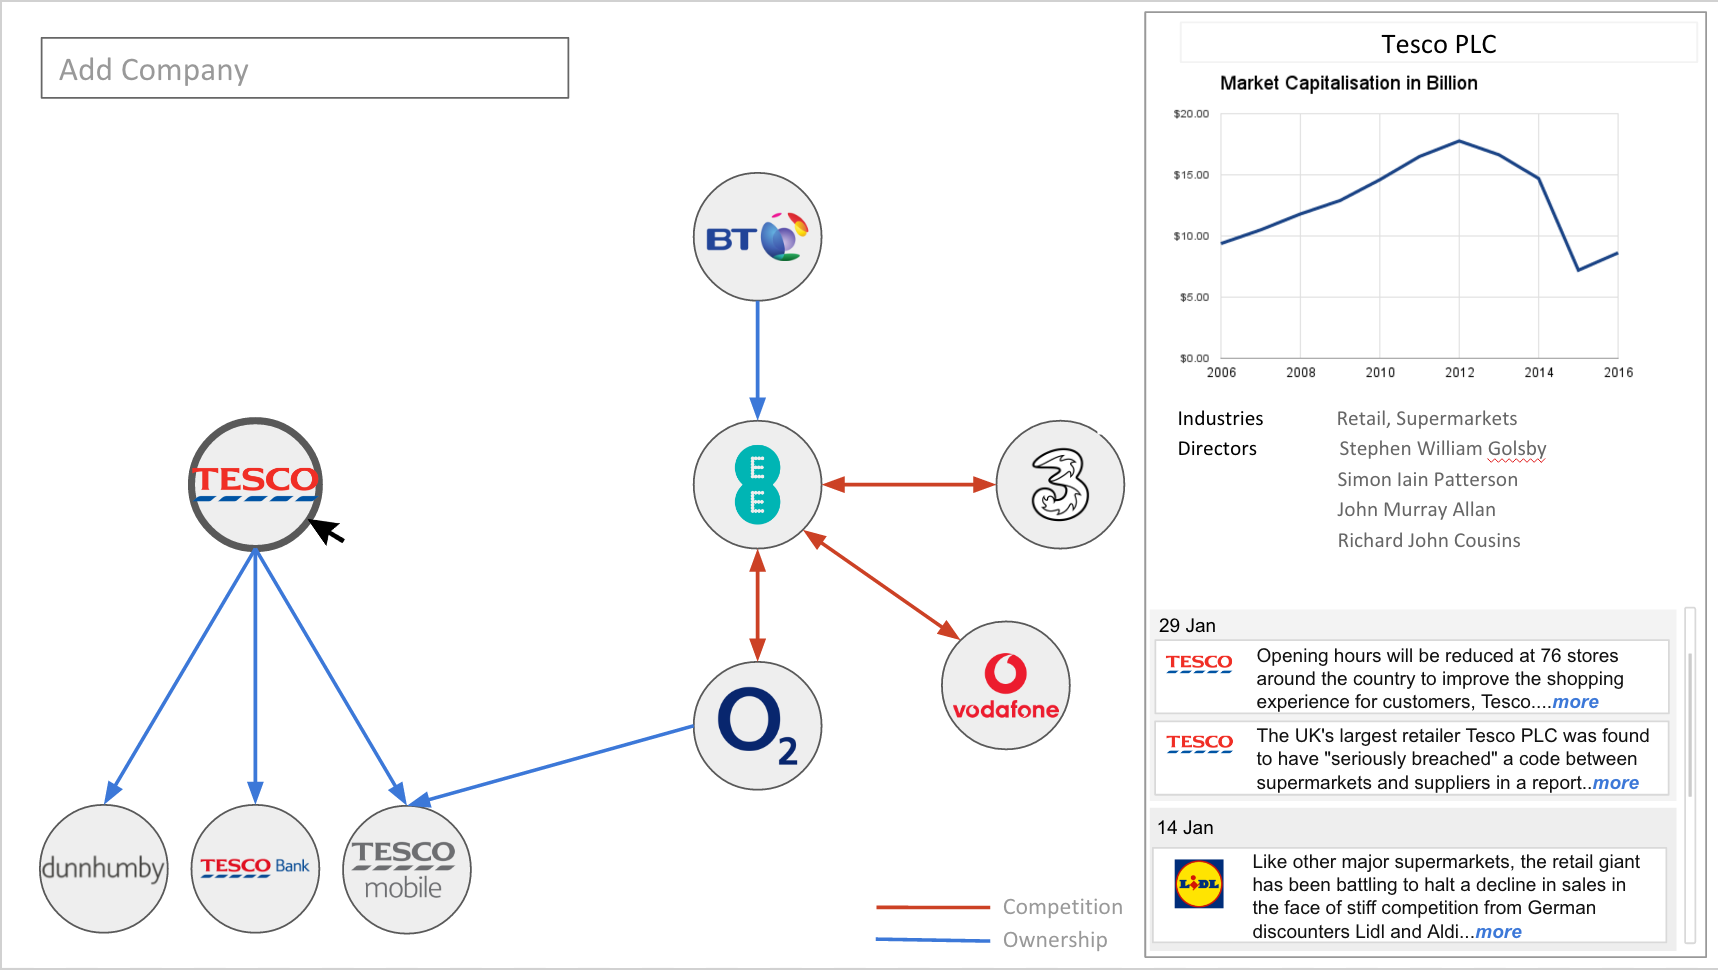 Add Company
BT
TESCO
E
E
3
vodafone
O2
dunnhumby
TESCO Bank
TESCO
mobile
Competition
Ownership
Tesco PLC
Market Capitalisation in Billion
$20.00
$15.00
$10.00
$5.00
$0.00
2006 2008 2010 2012 2014 2016
Industries Retail, Supermarkets
Directors Stephen William Golsby
Simon Iain Patterson
John Murray Allan
Richard John Cousins
29 Jan
TESCO
Opening hours will be reduced at 76 stores
around the country to improve the shopping
experience for customers, Tesco....more
TESCO
The UK's largest retailer Tesco PLC was found
to have "seriously breached" a code between
supermarkets and suppliers in a report..more
14 Jan
LIDL
Like other major supermarkets, the retail giant
has been battling to halt a decline in sales in
the face of stiff competition from German
discounters Lidl and Aldi...more